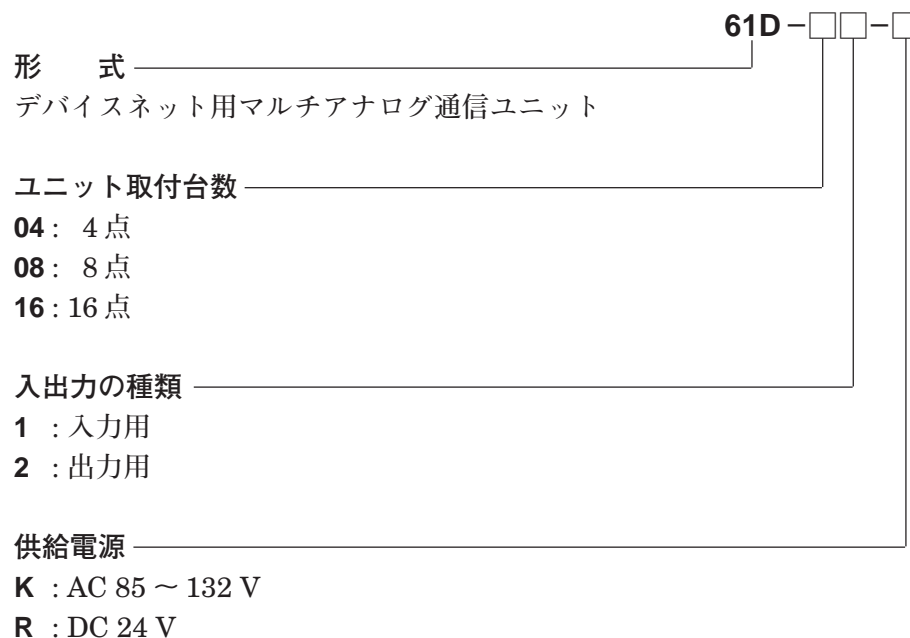 61D－□□－□
形　　式
デバイスネット用マルチアナログ通信ユニット
ユニット取付台数
04 :  4 点
08 :  8 点
16 : 16 点
入出力の種類
1 : 入力用
2 : 出力用
供給電源
K : AC 85 〜 132 V
R : DC 24 V